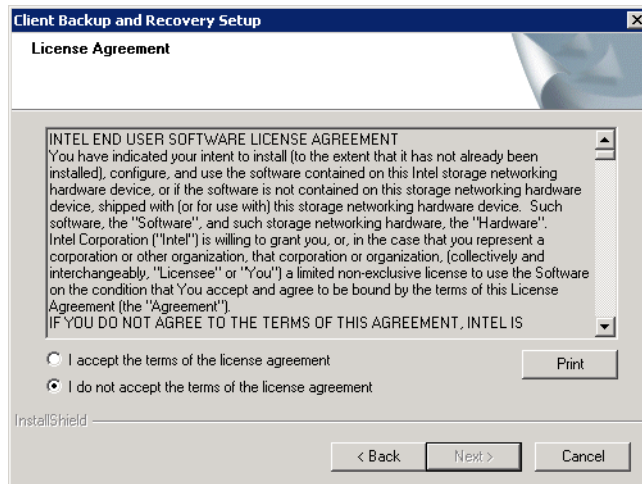 Client Backup and Recovery Setup
License Agreement
INTEL END USER SOFTWARE LICENSE AGREEMENT
You have indicated your intent to install (to the extent that it has not already been
installed), configure, and use the software contained on this Intel storage networking
hardware device, or if the software is not contained on this storage networking hardware
device, shipped with (or for use with) this storage networking hardware device.  Such
software, the "Software", and such storage networking hardware, the "Hardware".
Intel Corporation ("Intel") is willing to grant you, or, in the case that you represent a
corporation or other organization, that corporation or organization, (collectively and
interchangeably, "Licensee" or "You") a limited non-exclusive license to use the Software
on the condition that You accept and agree to be bound by the terms of this License
Agreement (the "Agreement").
IF YOU DO NOT AGREE TO THE TERMS OF THIS AGREEMENT, INTEL IS
I accept the terms of the license agreement
Print
I do not accept the terms of the license agreement
InstallShield
< Back
Next >
Cancel